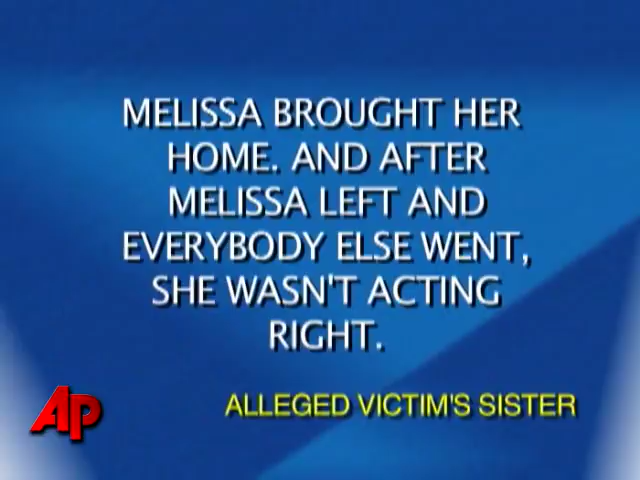 MELISSA BROUGHT HER
HOME. AND AFTER
MELISSA LEFT AND
EVERYBODY ELSE WENT,
SHE WASN'T ACTING
RIGHT.
ALLEGED VICTIM'S SISTER
AP